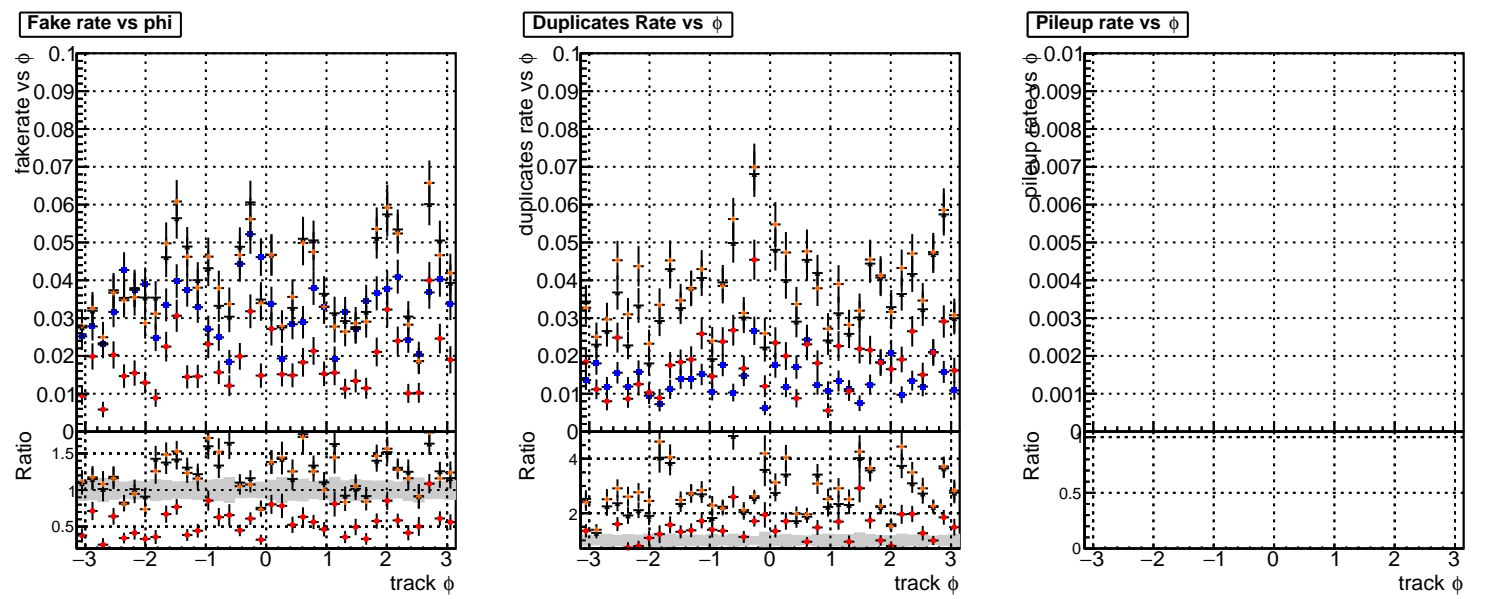 Fake rate vs phi
fakerate vs ϕ
0.1
0.09
0.08
0.07
0.06
0.05
0.04
0.03
0.02
0.01
0
Ratio
1.5
1
0.5
−3 −2 −1 0 1 2 3
track ϕ
Duplicates Rate vs ϕ
duplicates rate vs ϕ
0.1
0.09
0.08
0.07
0.06
0.05
0.04
0.03
0.02
0.01
0
Ratio
4
2
−3 −2 −1 0 1 2 3
track ϕ
Pileup rate vs ϕ
pileup rate vs ϕ
0.01
0.009
0.008
0.007
0.006
0.005
0.004
0.003
0.002
0.001
0
Ratio
0.5
0
−3 −2 −1 0 1 2 3
track ϕ